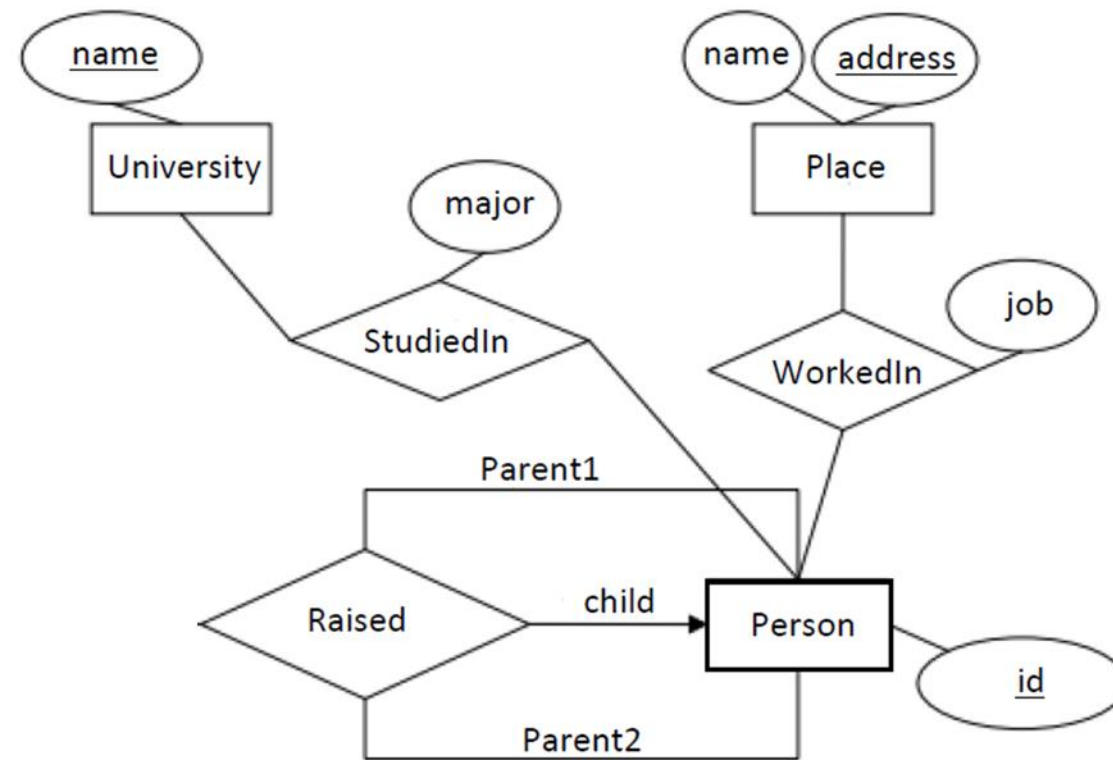 name
name
address
University
Place
major
job
StudiedIn
WorkedIn
Parent1
child
Raised
Person
id
Parent2